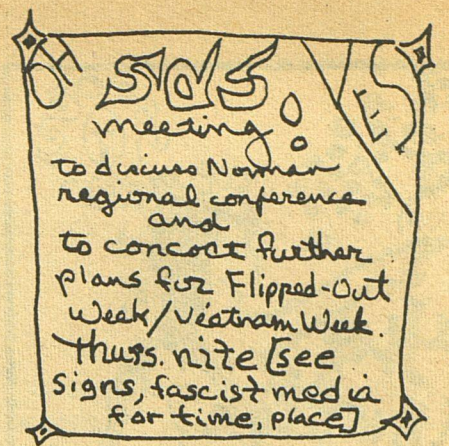 OH
sds!
YES
meeting
to discuss Norman
regional conference
and
to concoct further
plans for Flipped-Out
Week/Vietnam Week.
Thurs. nite [see
signs, fascist media
for time, place]